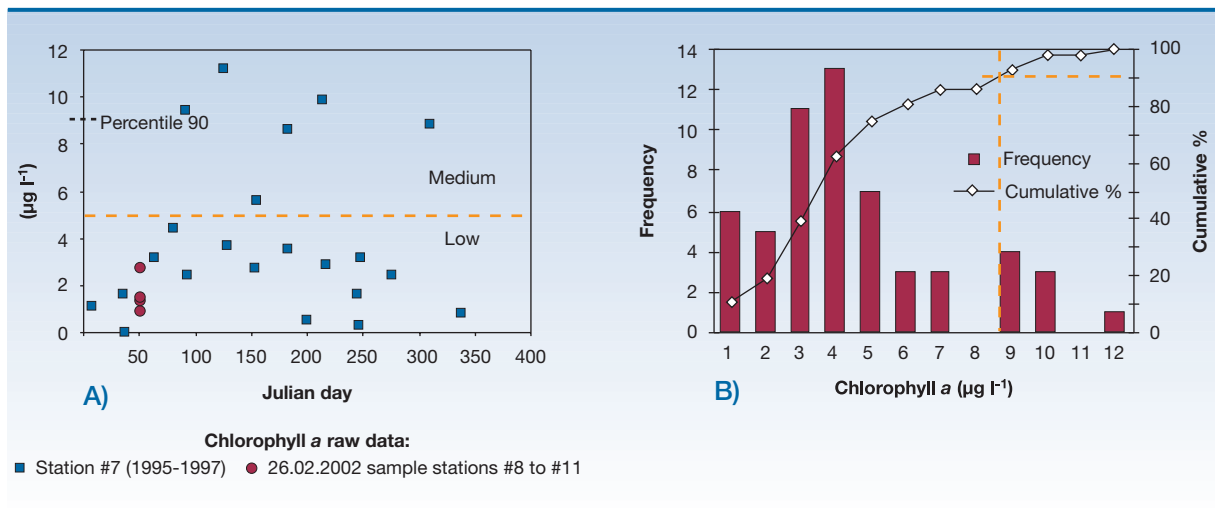 12
10
8
6
4
2
0
(µg l-1)
Percentile 90
Medium
Low
50 100 150 200 250 300 350 400
Julian day
A)
Chlorophyll a raw data:
Station #7 (1995-1997) 26.02.2002 sample stations #8 to #11
14
12
10
8
6
4
2
0
Frequency
Frequency
Cumulative %
100
80
60
40
20
0
Cumulative %
1 2 3 4 5 6 7 8 9 10 11 12
Chlorophyll a (µg l-1)
B)